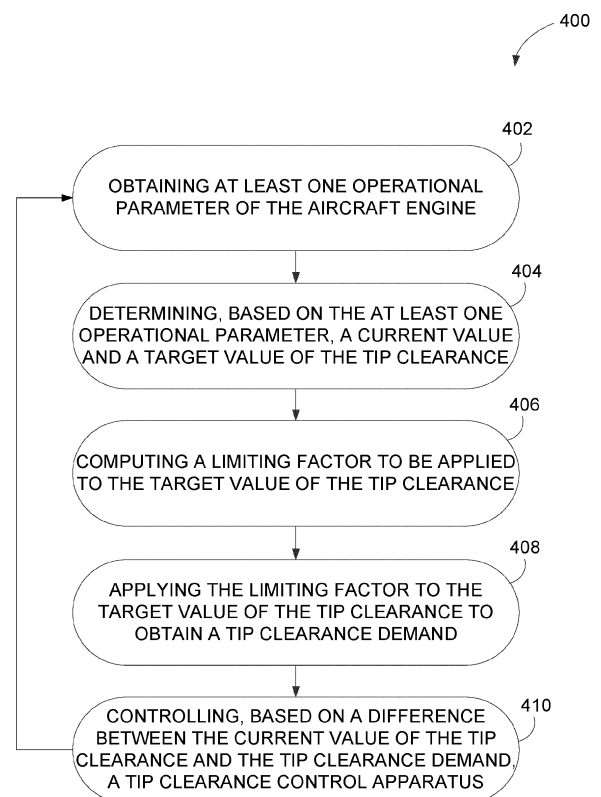 400
402
OBTAINING AT LEAST ONE OPERATIONAL
PARAMETER OF THE AIRCRAFT ENGINE
404
DETERMINING, BASED ON THE AT LEAST ONE
OPERATIONAL PARAMETER, A CURRENT VALUE
AND A TARGET VALUE OF THE TIP CLEARANCE
406
COMPUTING A LIMITING FACTOR TO BE APPLIED
TO THE TARGET VALUE OF THE TIP CLEARANCE
408
APPLYING THE LIMITING FACTOR TO THE
TARGET VALUE OF THE TIP CLEARANCE TO
OBTAIN A TIP CLEARANCE DEMAND
410
CONTROLLING, BASED ON A DIFFERENCE
BETWEEN THE CURRENT VALUE OF THE TIP
CLEARANCE AND THE TIP CLEARANCE DEMAND,
A TIP CLEARANCE CONTROL APPARATUS